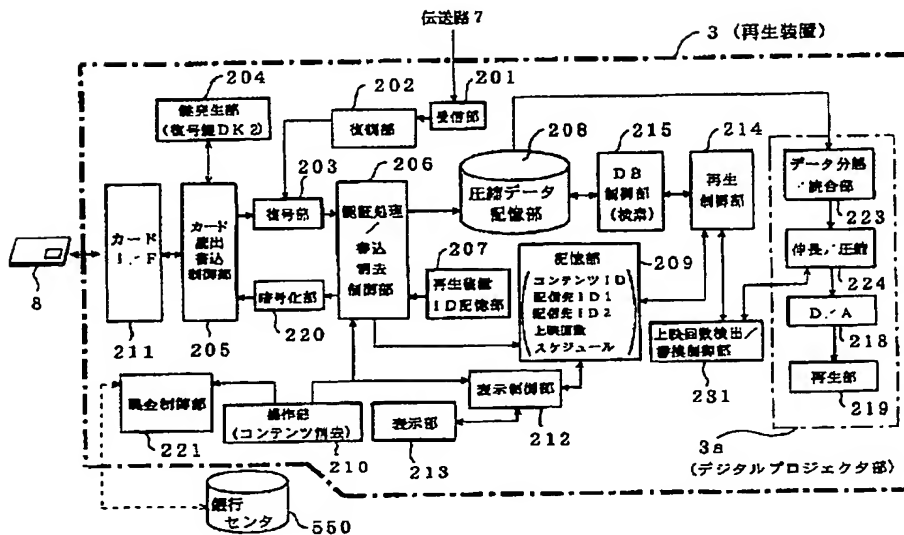 伝送路7
3 (再生装置)
204
鍵発生部
(復号鍵DK2)
202
復調部
201
受信部
203
復号部
206
認証処理
/
書込
消去
制御部
208
圧縮データ
記憶部
215
DB
制御部
(検索)
214
再生
制御部
データ分離
/統合部
223
伸長/圧縮
224
D/A
218
再生部
219
3a
(デジタルプロジェクタ部)
8
カード
I/F
211
カード
読出
書込
制御部
205
暗号化部
220
207
再生装置
ID記憶部
記憶部
209
コンテンツID
配信先ID1
配信先ID2
上映回数
スケジュール
上映回数検出/
書換制御部
231
課金制御部
221
操作部
(コンテンツ消去)
210
表示部
213
表示制御部
212
銀行
センタ
550